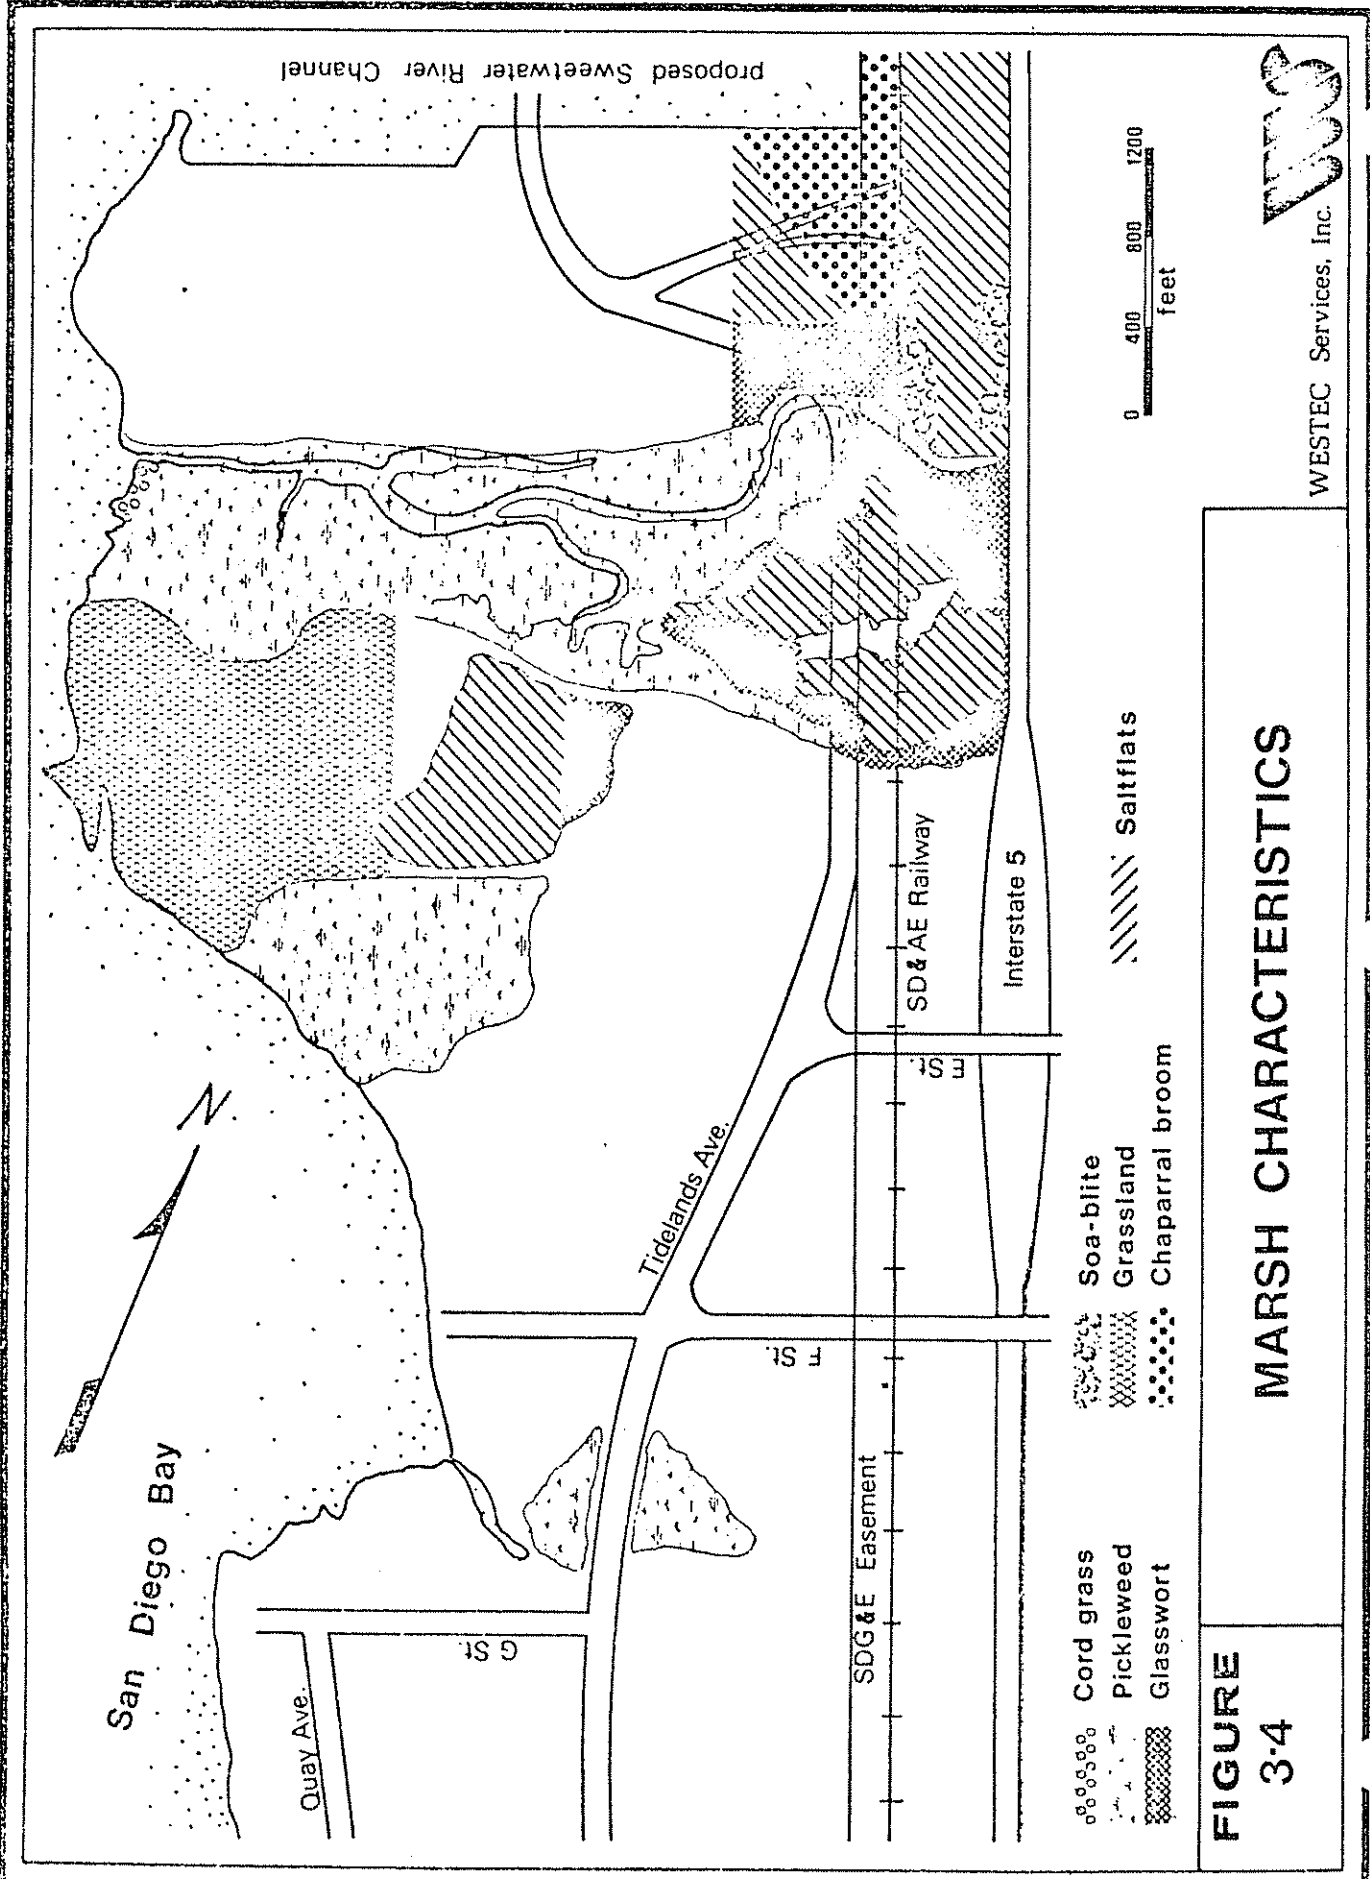 proposed Sweetwater River Channel
San Diego Bay
N
Quay Ave.
G St.
F St.
E St.
Tidelands Ave.
SDG&E Easement
SD&AE Railway
Interstate 5
Cord grass
Pickleweed
Glasswort
Soa-blite
Grassland
Chaparral broom
Saltflats
0 400 800 1200
feet
FIGURE
3-4
MARSH CHARACTERISTICS
WESTEC Services, Inc.